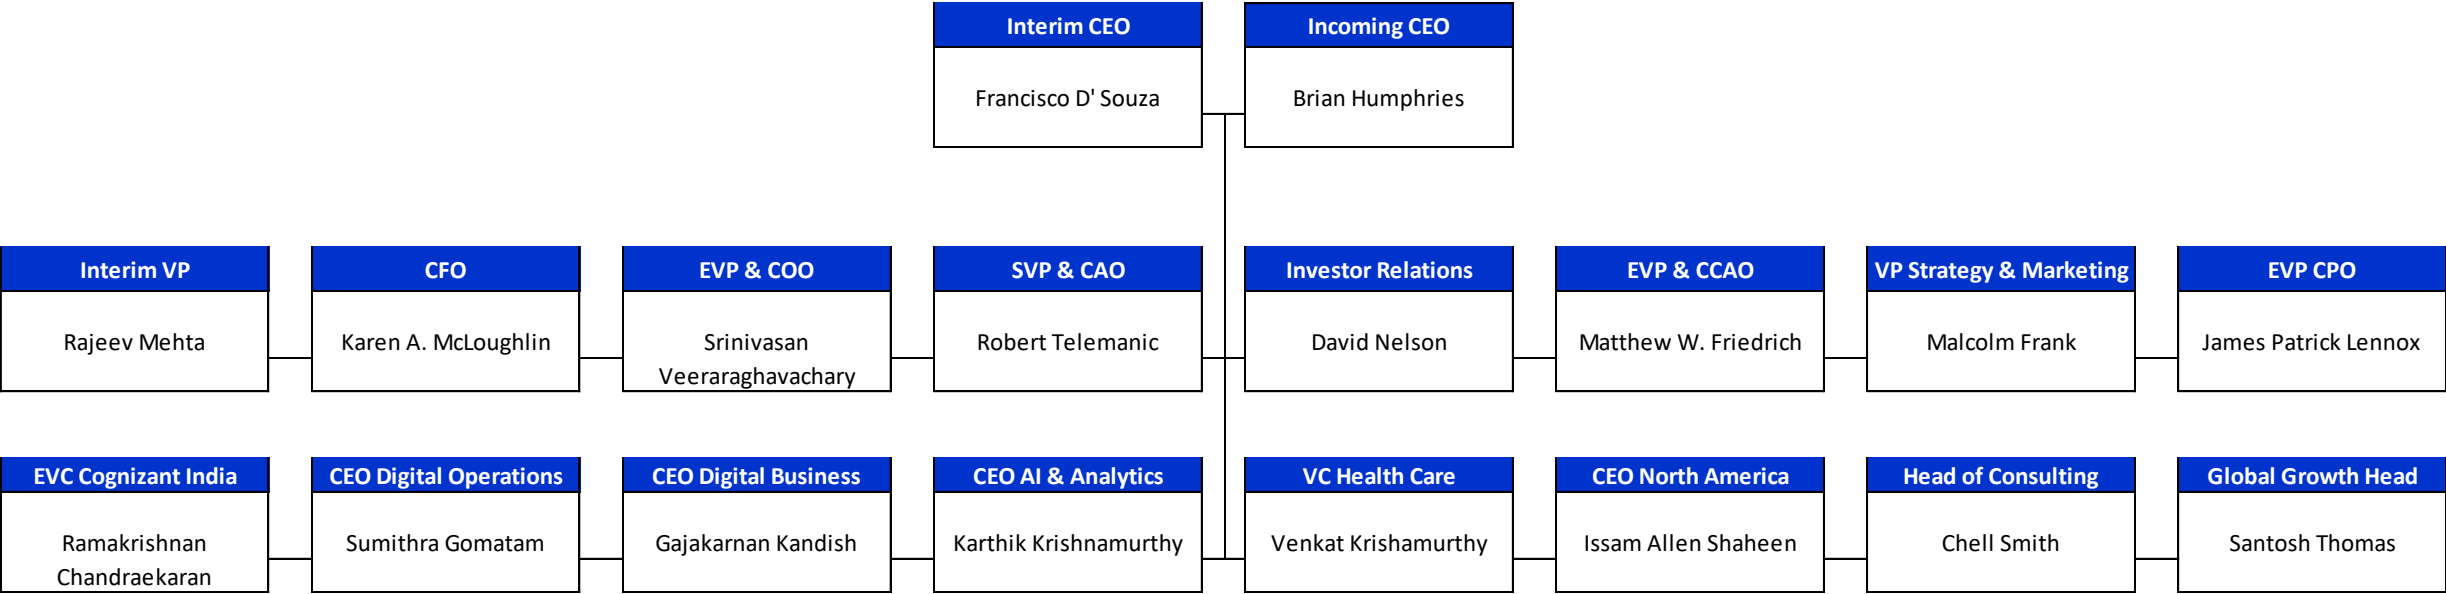 Interim CEO
Incoming CEO
Francisco D' Souza
Brian Humphries
Interim VP
CFO
EVP & COO
SVP & CAO
Investor Relations
EVP & CCAO
VP Strategy & Marketing
EVP CPO
Rajeev Mehta
Karen A. McLoughlin
Srinivasan
Veeraraghavachary
Robert Telemanic
David Nelson
Matthew W. Friedrich
Malcolm Frank
James Patrick Lennox
EVC Cognizant India
CEO Digital Operations
CEO Digital Business
CEO AI & Analytics
VC Health Care
CEO North America
Head of Consulting
Global Growth Head
Ramakrishnan
Chandraekaran
Sumithra Gomatam
Gajakarnan Kandish
Karthik Krishnamurthy
Venkat Krishamurthy
Issam Allen Shaheen
Chell Smith
Santosh Thomas